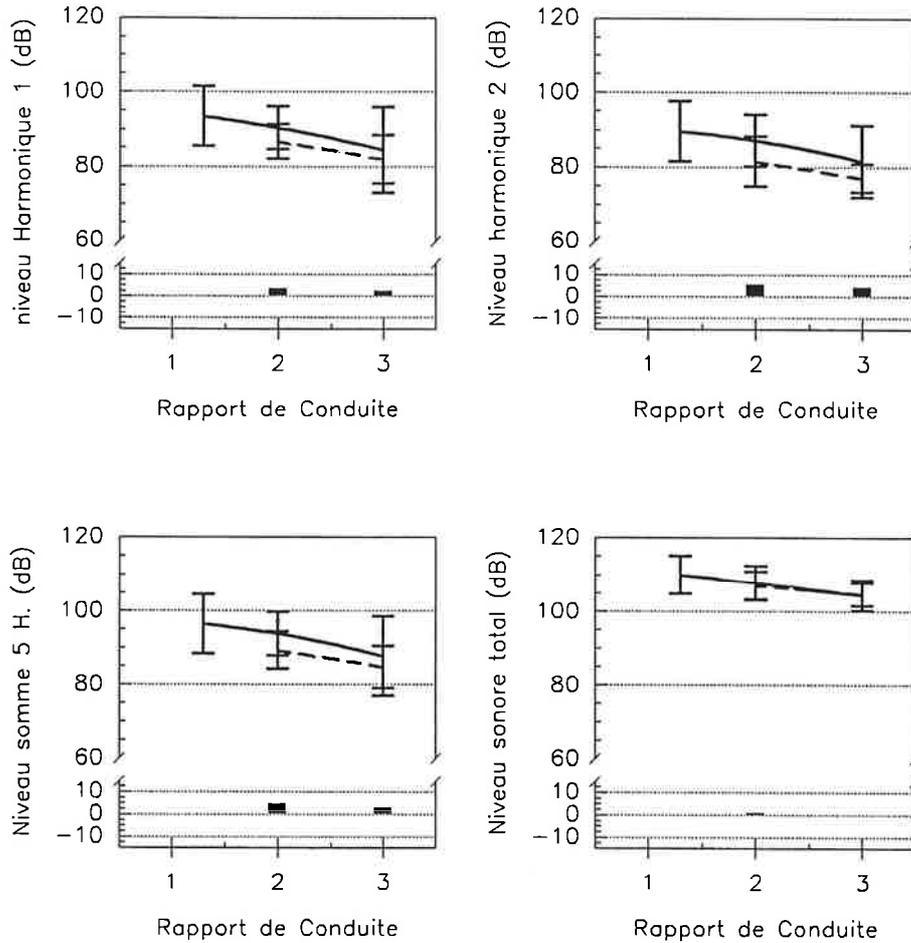 niveau Harmonique 1 (dB)
120
100
80
60
10
0
−10
1 2 3
Rapport de Conduite
Niveau harmonique 2 (dB)
120
100
80
60
10
0
−10
1 2 3
Rapport de Conduite
Niveau somme 5 H. (dB)
120
100
80
60
10
0
−10
1 2 3
Rapport de Conduite
Niveau sonore total (dB)
120
100
80
60
10
0
−10
1 2 3
Rapport de Conduite